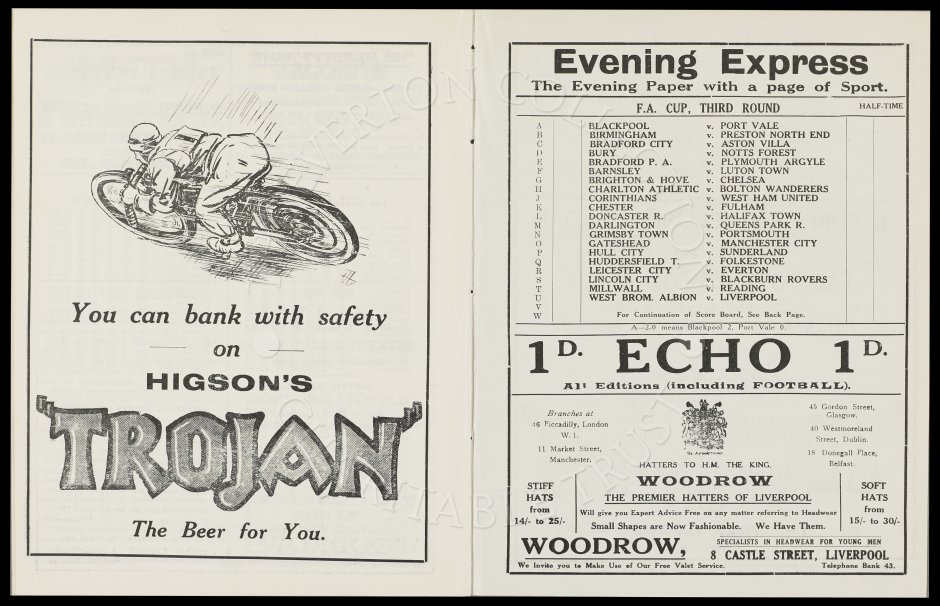 You can bank with safety
on
HIGSON'S
"TROJAN"
The Beer for You.
Evening Express
The Evening Paper with a page of Sport.
F.A. CUP, THIRD ROUND HALF-TIME
A BLACKPOOL v. PORT VALE
B BIRMINGHAM v. PRESTON NORTH END
C BRADFORD CITY v. ASTON VILLA
D BURY v. NOTTS FOREST
E BRADFORD P. A. v. PLYMOUTH ARGYLE
F BARNSLEY v. LUTON TOWN
G BRIGHTON & HOVE v. CHELSEA
H CHARLTON ATHLETIC v. BOLTON WANDERERS
J CORINTHIANS v. WEST HAM UNITED
K CHESTER v. FULHAM
L DONCASTER R. v. HALIFAX TOWN
M DARLINGTON v. QUEENS PARK R.
N GRIMSBY TOWN v. PORTSMOUTH
O GATESHEAD v. MANCHESTER CITY
P HULL CITY v. SUNDERLAND
Q HUDDERSFIELD T. v. FOLKESTONE
R LEICESTER CITY v. EVERTON
S LINCOLN CITY v. BLACKBURN ROVERS
T MILLWALL v. READING
U WEST BROM. ALBION v. LIVERPOOL
V
W For Continuation of Score Board, See Back Page.
A—2-0 means Blackpool 2, Port Vale 0.
1D. ECHO 1D.
All Editions (including FOOTBALL).
Branches at
46 Piccadilly, London
W. 1.
11 Market Street,
Manchester.
By Appointment
HATTERS TO H.M. THE KING.
45 Gordon Street,
Glasgow.
40 Westmoreland
Street, Dublin.
18 Donegall Place,
Belfast.
STIFF
HATS
from
14/- to 25/-
WOODROW
THE PREMIER HATTERS OF LIVERPOOL
Will give you Expert Advice Free on any matter referring to Headwear
Small Shapes are Now Fashionable. We Have Them.
SOFT
HATS
from
15/- to 30/-
WOODROW, SPECIALISTS IN HEADWEAR FOR YOUNG MEN
8 CASTLE STREET, LIVERPOOL
We Invite you to Make Use of Our Free Valet Service. Telephone Bank 43.